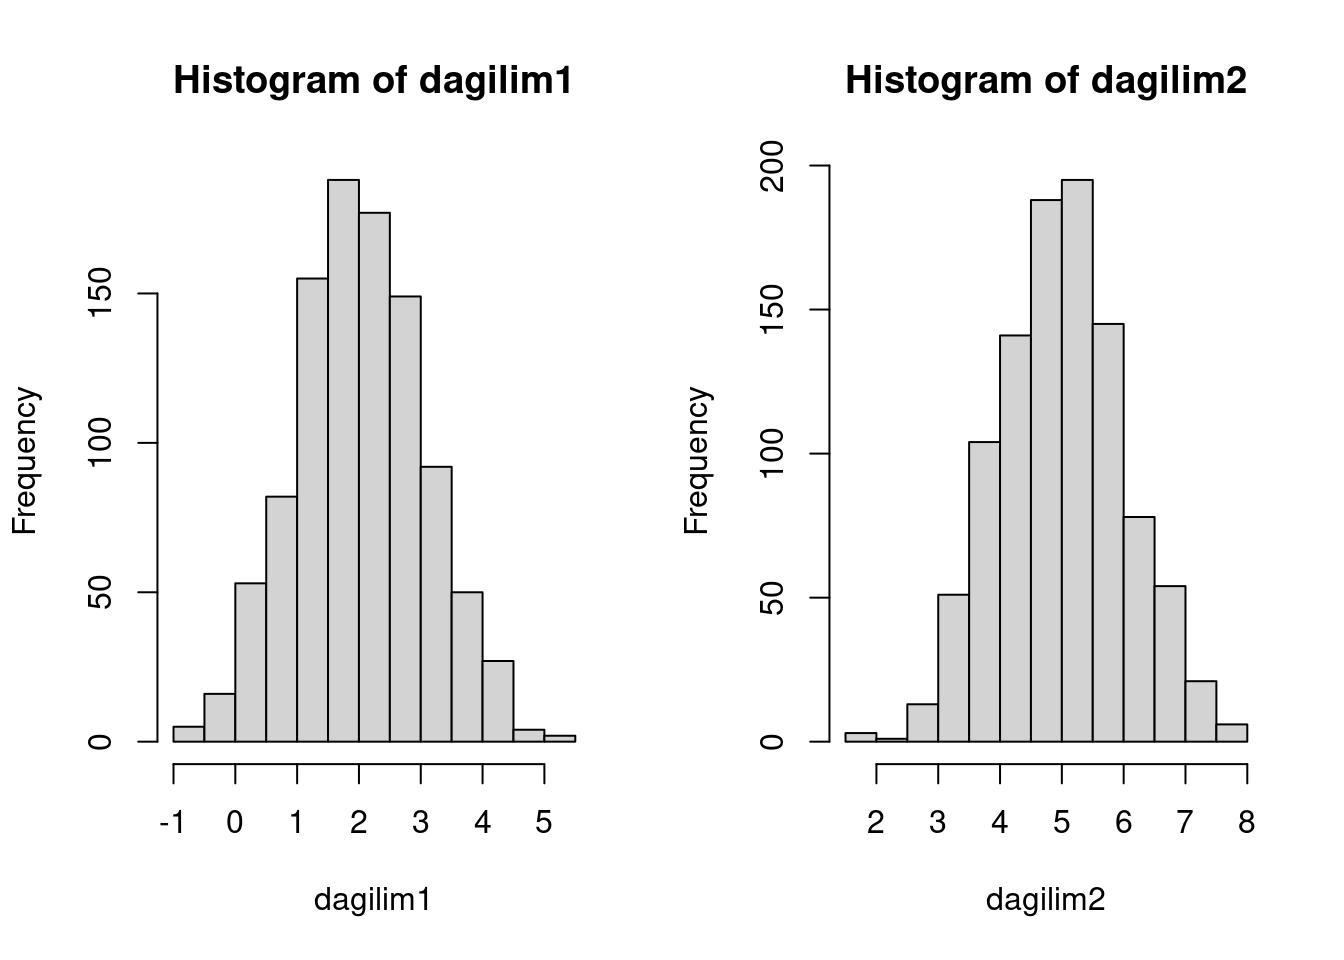 Histogram of dagilim1
Frequency
150
100
50
0
-1 0 1 2 3 4 5
dagilim1
Histogram of dagilim2
Frequency
200
150
100
50
0
2 3 4 5 6 7 8
dagilim2